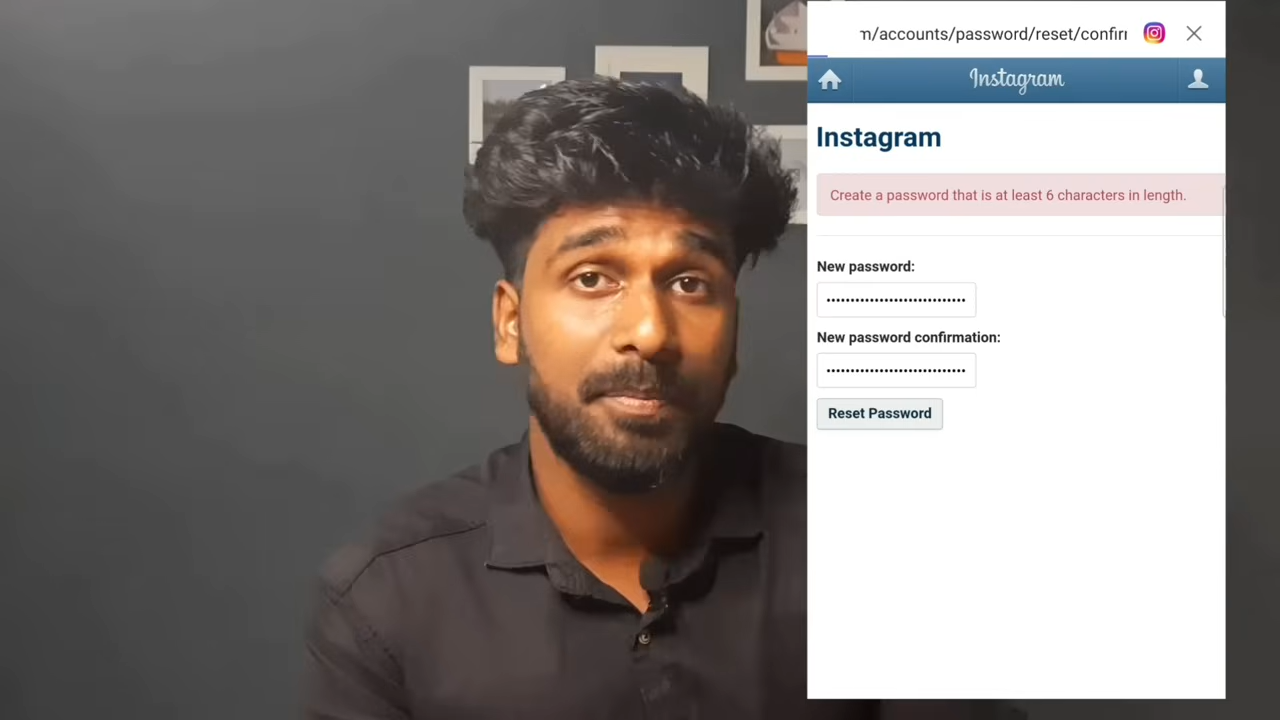 m/accounts/password/reset/confirm
Instagram
Instagram
Create a password that is at least 6 characters in length.
New password:
••••••••••••••••••••••••••••••
New password confirmation:
••••••••••••••••••••••••••••••
Reset Password